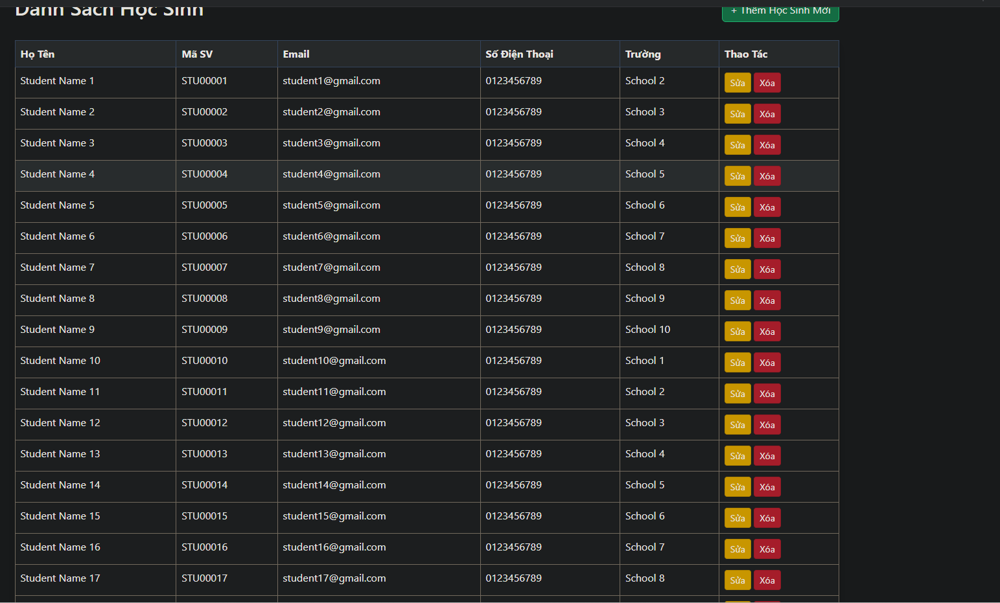 Danh Sách Học Sinh
+ Thêm Học Sinh Mới
Họ Tên Mã SV Email Số Điện Thoại Trường Thao Tác
Student Name 1 STU00001 student1@gmail.com 0123456789 School 2 Sửa Xóa
Student Name 2 STU00002 student2@gmail.com 0123456789 School 3 Sửa Xóa
Student Name 3 STU00003 student3@gmail.com 0123456789 School 4 Sửa Xóa
Student Name 4 STU00004 student4@gmail.com 0123456789 School 5 Sửa Xóa
Student Name 5 STU00005 student5@gmail.com 0123456789 School 6 Sửa Xóa
Student Name 6 STU00006 student6@gmail.com 0123456789 School 7 Sửa Xóa
Student Name 7 STU00007 student7@gmail.com 0123456789 School 8 Sửa Xóa
Student Name 8 STU00008 student8@gmail.com 0123456789 School 9 Sửa Xóa
Student Name 9 STU00009 student9@gmail.com 0123456789 School 10 Sửa Xóa
Student Name 10 STU00010 student10@gmail.com 0123456789 School 1 Sửa Xóa
Student Name 11 STU00011 student11@gmail.com 0123456789 School 2 Sửa Xóa
Student Name 12 STU00012 student12@gmail.com 0123456789 School 3 Sửa Xóa
Student Name 13 STU00013 student13@gmail.com 0123456789 School 4 Sửa Xóa
Student Name 14 STU00014 student14@gmail.com 0123456789 School 5 Sửa Xóa
Student Name 15 STU00015 student15@gmail.com 0123456789 School 6 Sửa Xóa
Student Name 16 STU00016 student16@gmail.com 0123456789 School 7 Sửa Xóa
Student Name 17 STU00017 student17@gmail.com 0123456789 School 8 Sửa Xóa